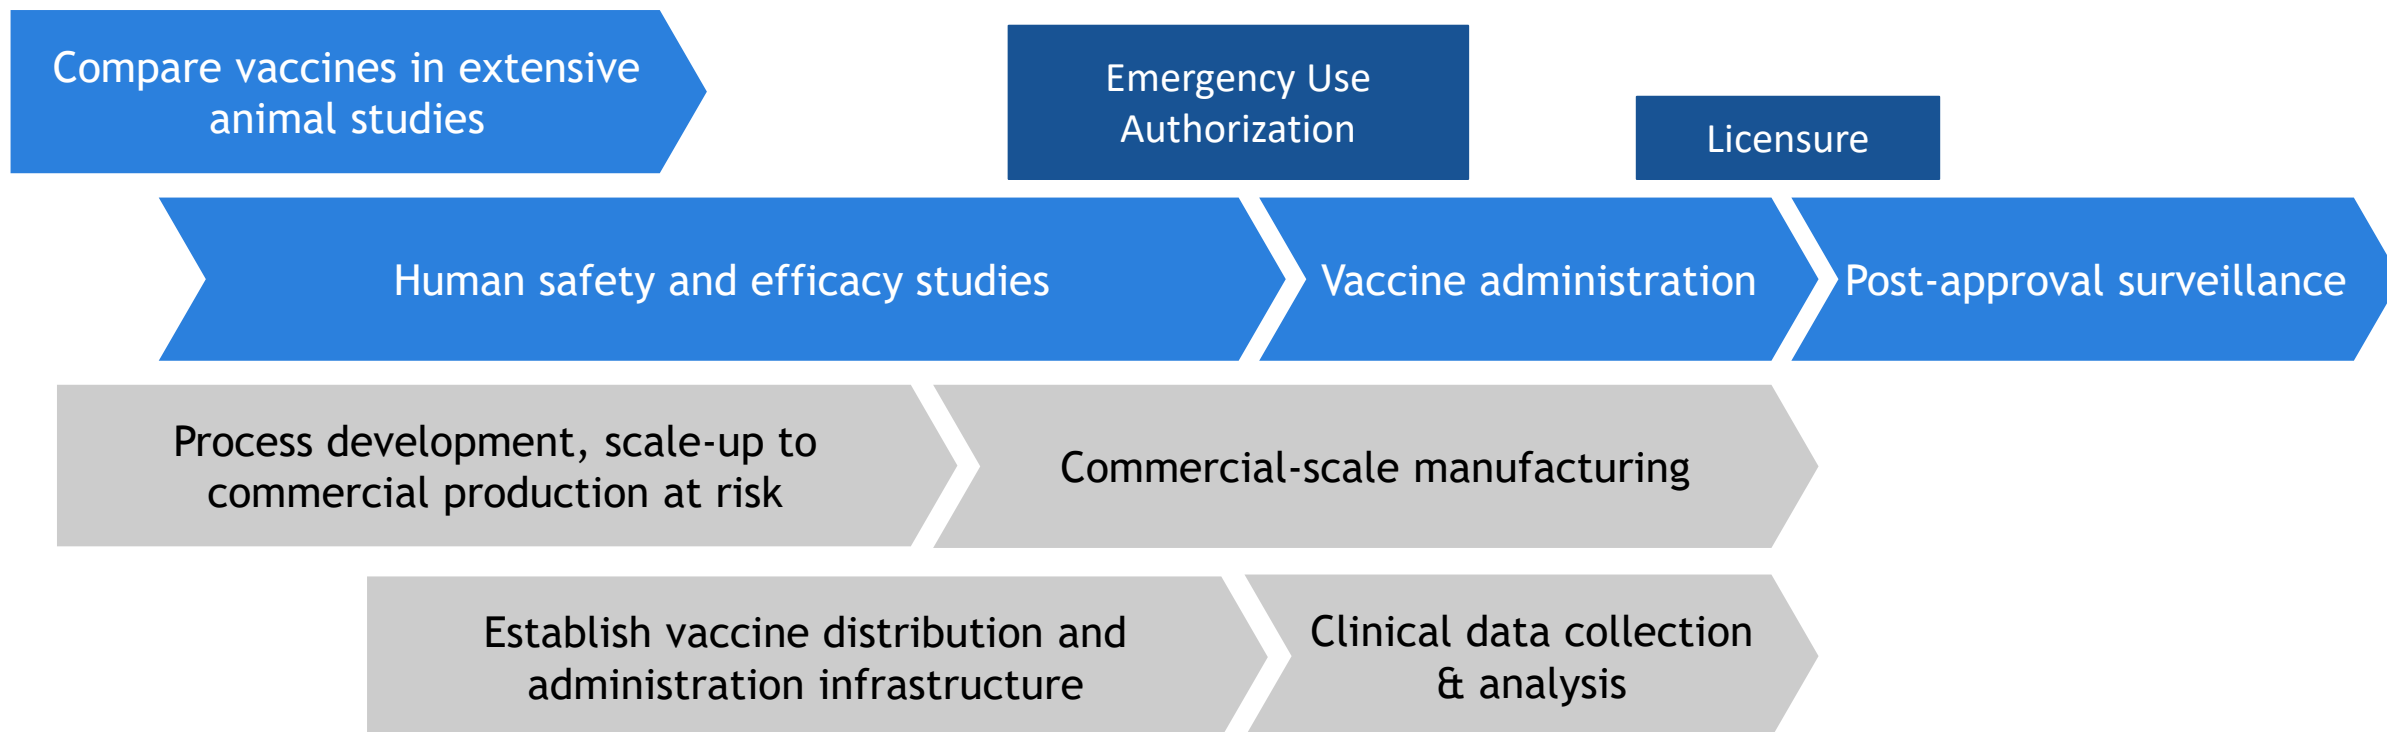 Compare vaccines in extensive
animal studies
Emergency Use
Authorization
Licensure
Human safety and efficacy studies
Vaccine administration
Post-approval surveillance
Process development, scale-up to
commercial production at risk
Commercial-scale manufacturing
Establish vaccine distribution and
administration infrastructure
Clinical data collection
& analysis